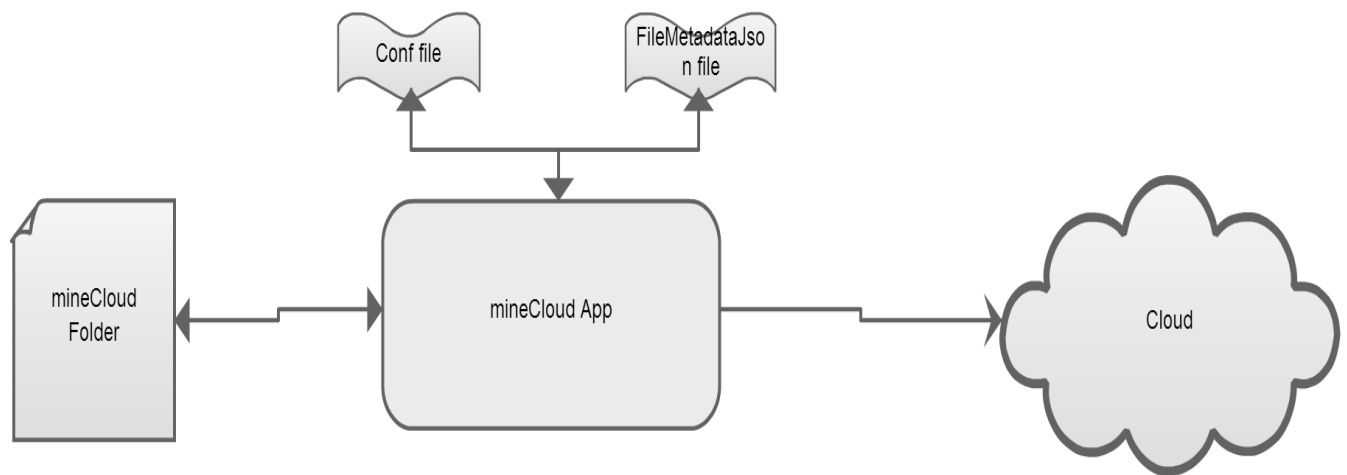 Conf file
FileMetadataJso
n file
mineCloud
Folder
mineCloud App
Cloud